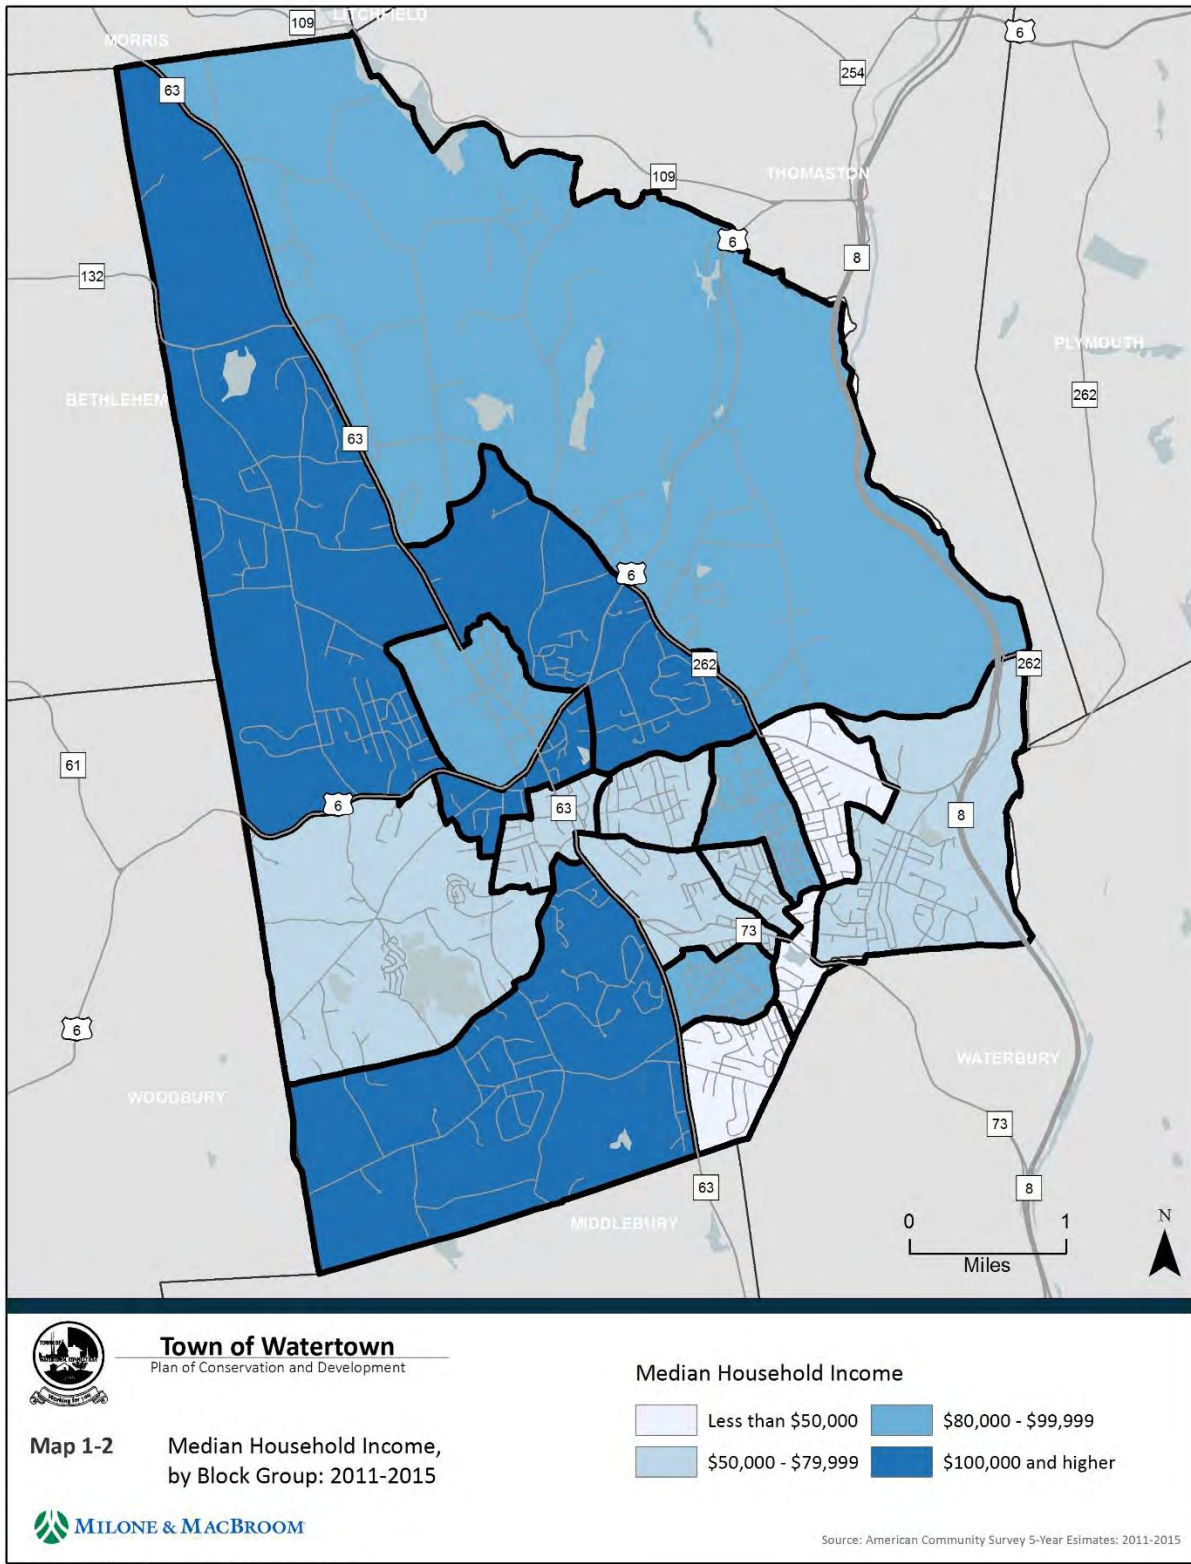 LITCHFIELD
109
6
MORRIS
254
63
THOMASTON
109
6
8
132
PLYMOUTH
262
BETHLEHEM
63
6
262
262
61
6
63
8
73
6
WATERBURY
WOODBURY
73
63
8
MIDDLEBURY
0 1
Miles
N
Town of Watertown
Plan of Conservation and Development
Map 1-2
Median Household Income,
by Block Group: 2011-2015
MILONE & MACBROOM
Median Household Income
Less than $50,000
$80,000 - $99,999
$50,000 - $79,999
$100,000 and higher
Source: American Community Survey 5-Year Esimates: 2011-2015